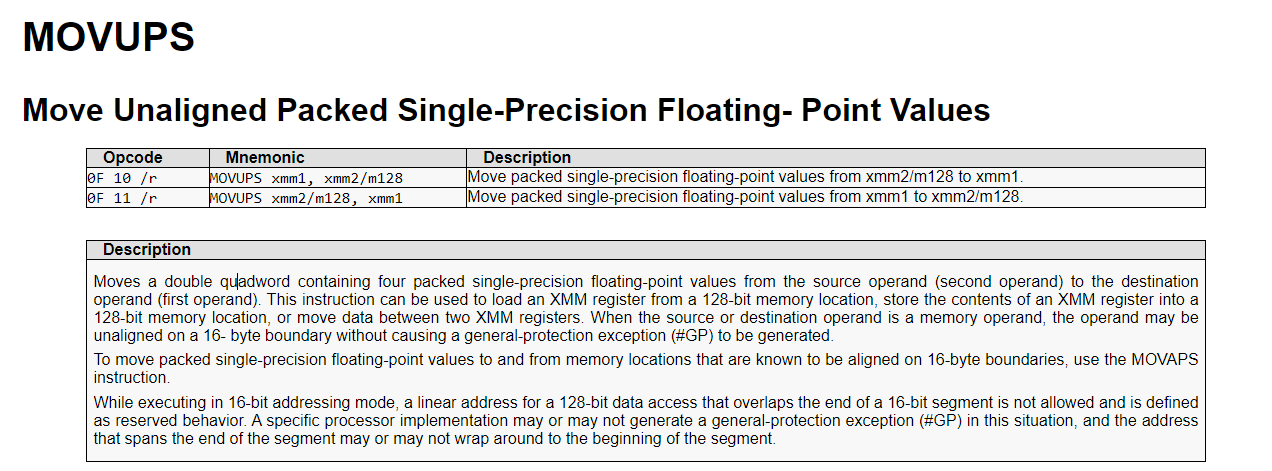 MOVUPS
Move Unaligned Packed Single-Precision Floating- Point Values
Opcode Mnemonic Description
0F 10 /r MOVUPS xmm1, xmm2/m128 Move packed single-precision floating-point values from xmm2/m128 to xmm1.
0F 11 /r MOVUPS xmm2/m128, xmm1 Move packed single-precision floating-point values from xmm1 to xmm2/m128.
Description
Moves a double quadword containing four packed single-precision floating-point values from the source operand (second operand) to the destination
operand (first operand). This instruction can be used to load an XMM register from a 128-bit memory location, store the contents of an XMM register into a
128-bit memory location, or move data between two XMM registers. When the source or destination operand is a memory operand, the operand may be
unaligned on a 16- byte boundary without causing a general-protection exception (#GP) to be generated.
To move packed single-precision floating-point values to and from memory locations that are known to be aligned on 16-byte boundaries, use the MOVAPS
instruction.
While executing in 16-bit addressing mode, a linear address for a 128-bit data access that overlaps the end of a 16-bit segment is not allowed and is defined
as reserved behavior. A specific processor implementation may or may not generate a general-protection exception (#GP) in this situation, and the address
that spans the end of the segment may or may not wrap around to the beginning of the segment.